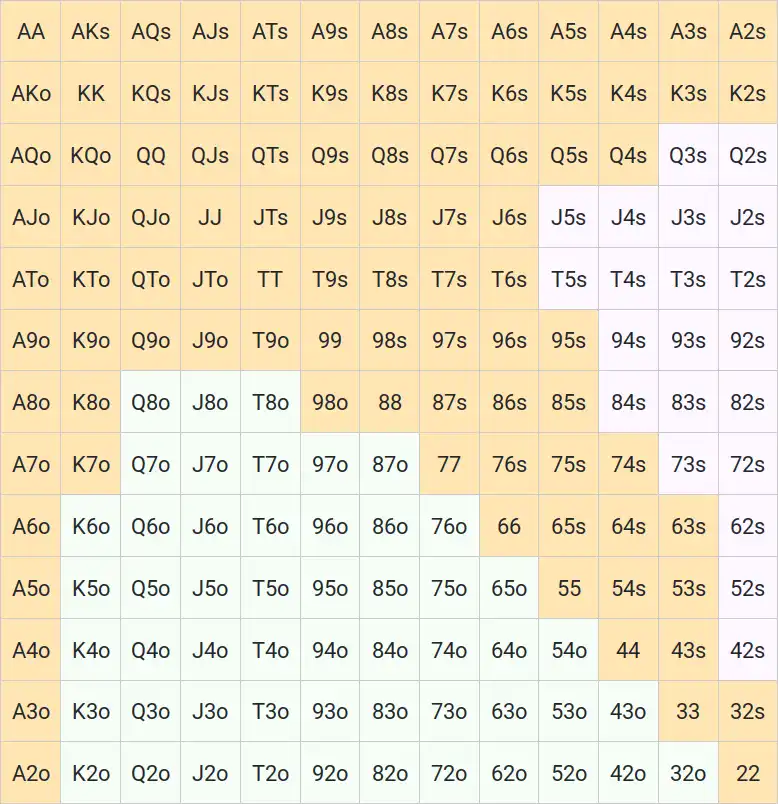 AA AKs AQs AJs ATs A9s A8s A7s A6s A5s A4s A3s A2s
AKo KK KQs KJs KTs K9s K8s K7s K6s K5s K4s K3s K2s
AQo KQo QQ QJs QTs Q9s Q8s Q7s Q6s Q5s Q4s Q3s Q2s
AJo KJo QJo JJ JTs J9s J8s J7s J6s J5s J4s J3s J2s
ATo KTo QTo JTo TT T9s T8s T7s T6s T5s T4s T3s T2s
A9o K9o Q9o J9o T9o 99 98s 97s 96s 95s 94s 93s 92s
A8o K8o Q8o J8o T8o 98o 88 87s 86s 85s 84s 83s 82s
A7o K7o Q7o J7o T7o 97o 87o 77 76s 75s 74s 73s 72s
A6o K6o Q6o J6o T6o 96o 86o 76o 66 65s 64s 63s 62s
A5o K5o Q5o J5o T5o 95o 85o 75o 65o 55 54s 53s 52s
A4o K4o Q4o J4o T4o 94o 84o 74o 64o 54o 44 43s 42s
A3o K3o Q3o J3o T3o 93o 83o 73o 63o 53o 43o 33 32s
A2o K2o Q2o J2o T2o 92o 82o 72o 62o 52o 42o 32o 22